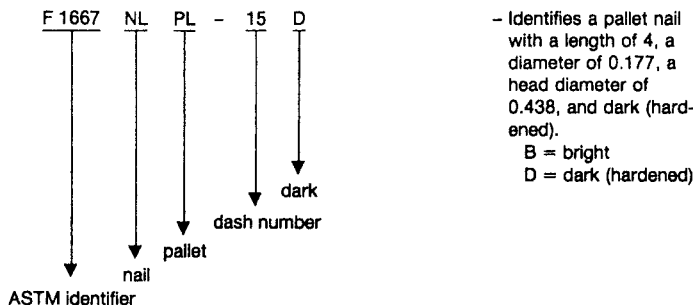 F 1667 NL PL - 15 D
dark
dash number
pallet
nail
ASTM identifier
– Identifies a pallet nail
with a length of 4, a
diameter of 0.177, a
head diameter of
0.438, and dark (hard-
ened).
B = bright
D = dark (hardened)